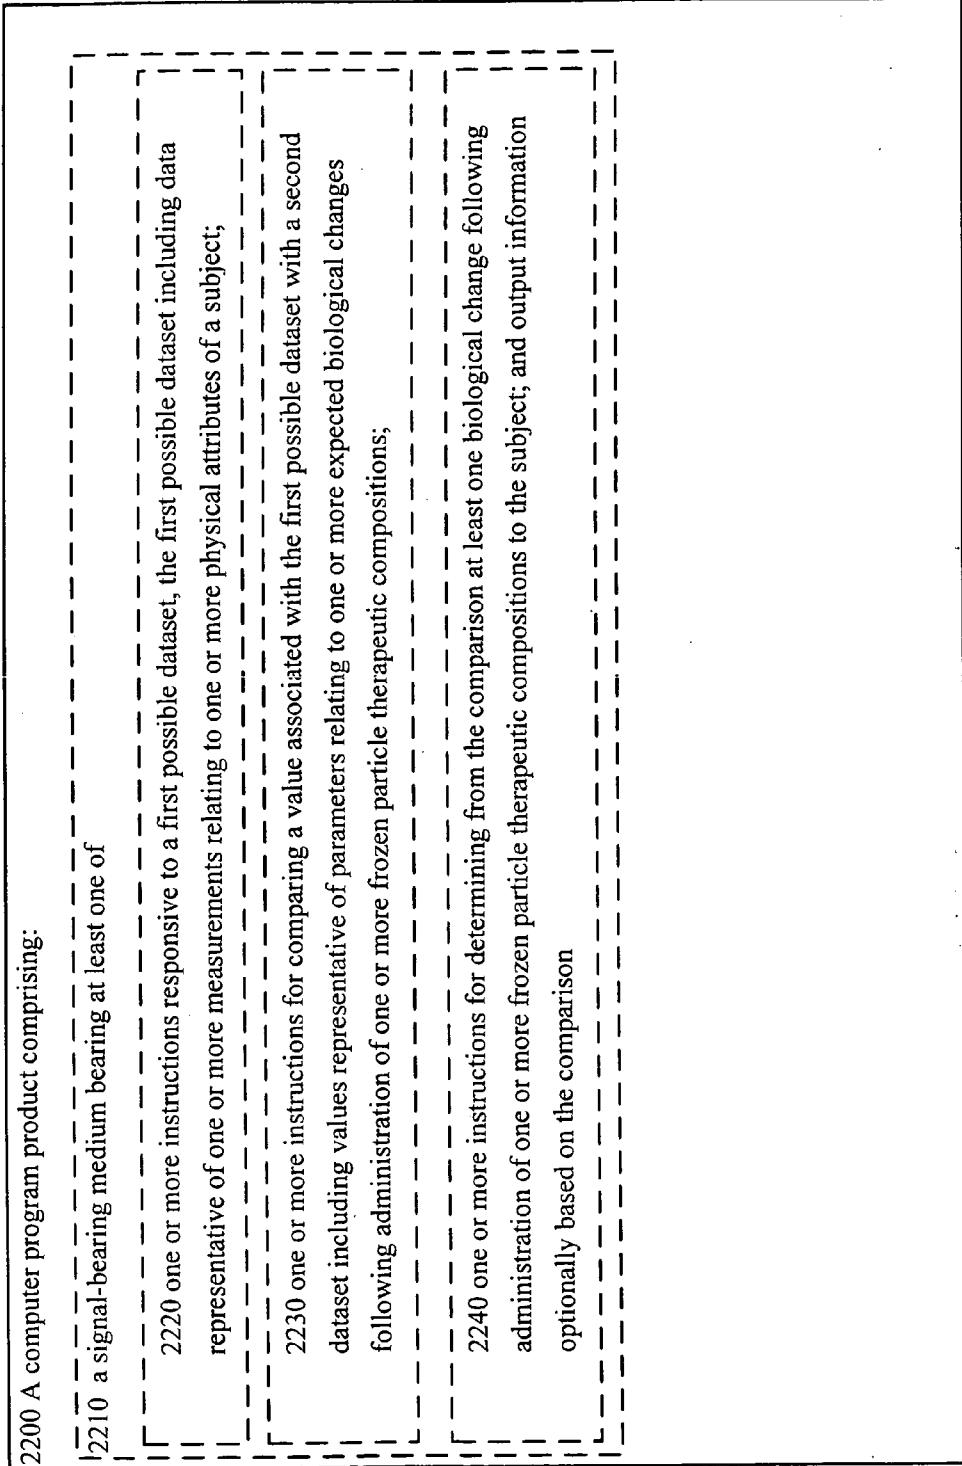 2200 A computer program product comprising:
2210 a signal-bearing medium bearing at least one of
2220 one or more instructions responsive to a first possible dataset, the first possible dataset including data
representative of one or more measurements relating to one or more physical attributes of a subject;
2230 one or more instructions for comparing a value associated with the first possible dataset with a second
dataset including values representative of parameters relating to one or more expected biological changes
following administration of one or more frozen particle therapeutic compositions;
2240 one or more instructions for determining from the comparison at least one biological change following
administration of one or more frozen particle therapeutic compositions to the subject; and output information
optionally based on the comparison